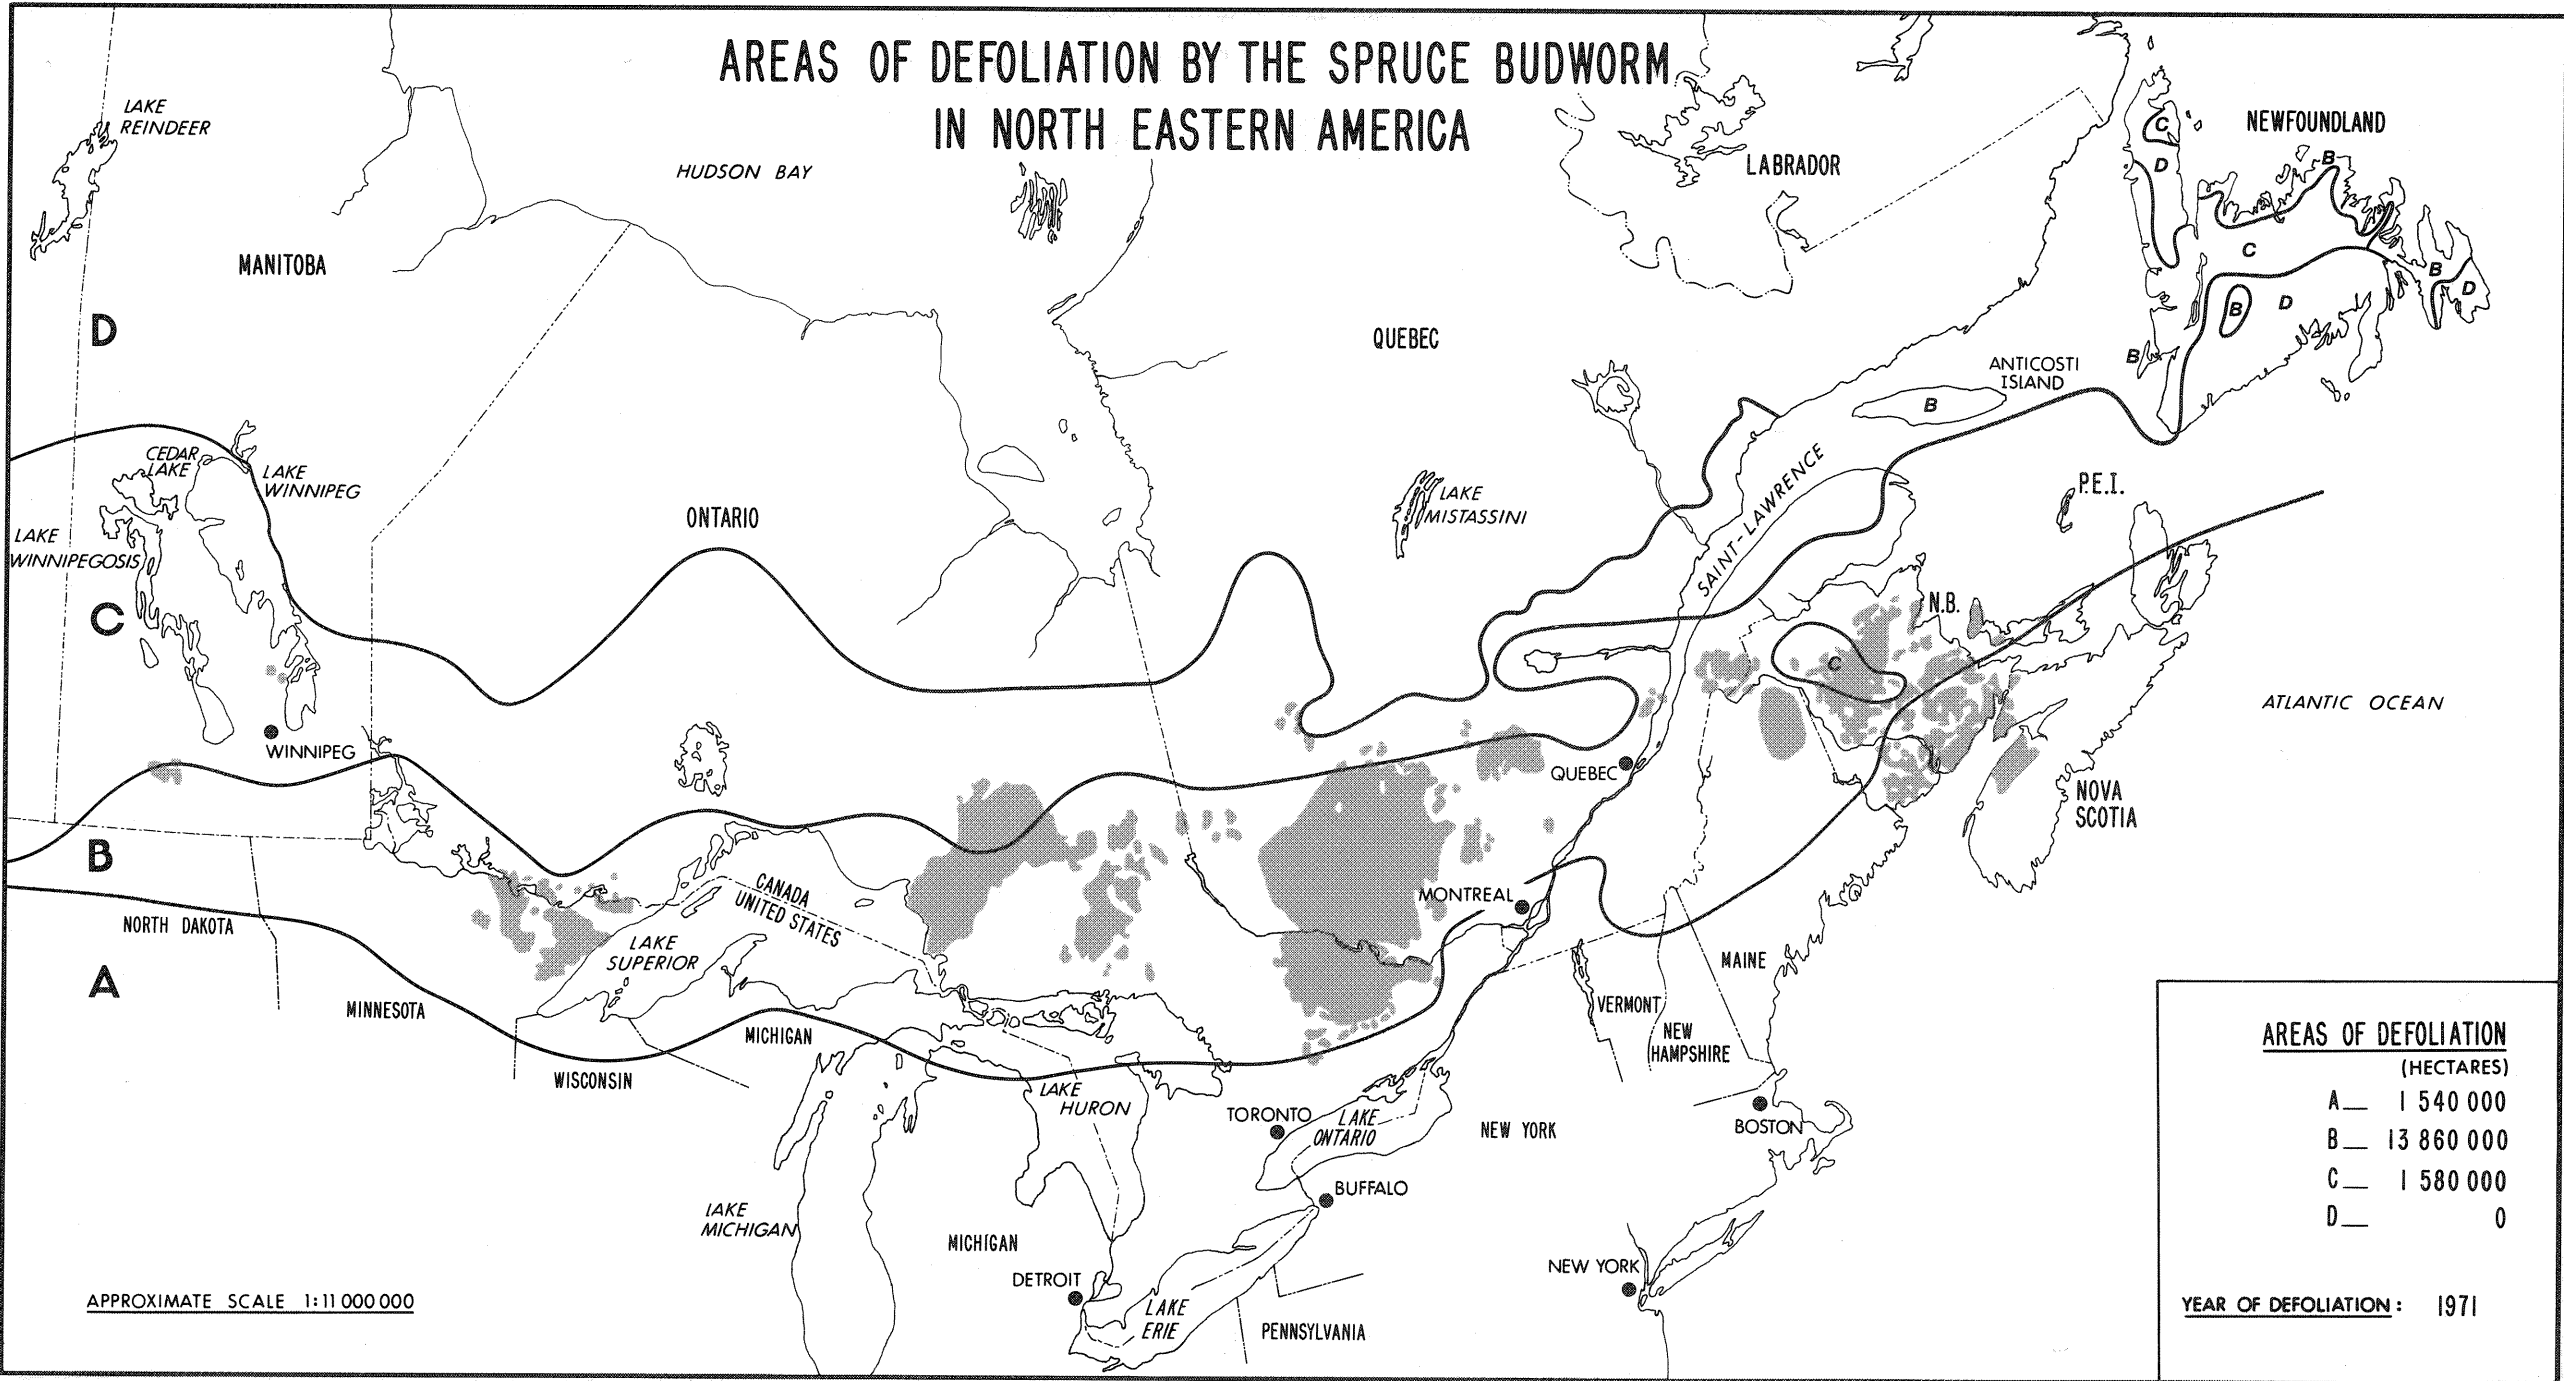 AREAS OF DEFOLIATION BY THE SPRUCE BUDWORM
IN NORTH EASTERN AMERICA
LAKE
REINDEER
HUDSON BAY
MANITOBA
LABRADOR
NEWFOUNDLAND
C
D
B
C
B
D
B
D
B
D
QUEBEC
ANTICOSTI
ISLAND
B
CEDAR
LAKE
LAKE
WINNIPEG
LAKE
MISTASSINI
ONTARIO
SAINT-LAWRENCE
P.E.I.
LAKE
WINNIPEGOSIS
C
N.B.
C
ATLANTIC OCEAN
WINNIPEG
QUEBEC
NOVA
SCOTIA
B
CANADA
UNITED STATES
MONTREAL
NORTH DAKOTA
LAKE
SUPERIOR
A
MAINE
MINNESOTA
MICHIGAN
VERMONT
NEW
HAMPSHIRE
WISCONSIN
LAKE
HURON
TORONTO
LAKE
ONTARIO
NEW YORK
BOSTON
BUFFALO
LAKE
MICHIGAN
MICHIGAN
DETROIT
NEW YORK
LAKE
ERIE
PENNSYLVANIA
APPROXIMATE SCALE 1:11 000 000
AREAS OF DEFOLIATION
(HECTARES)
A— 1 540 000
B— 13 860 000
C— 1 580 000
D— 0
YEAR OF DEFOLIATION: 1971